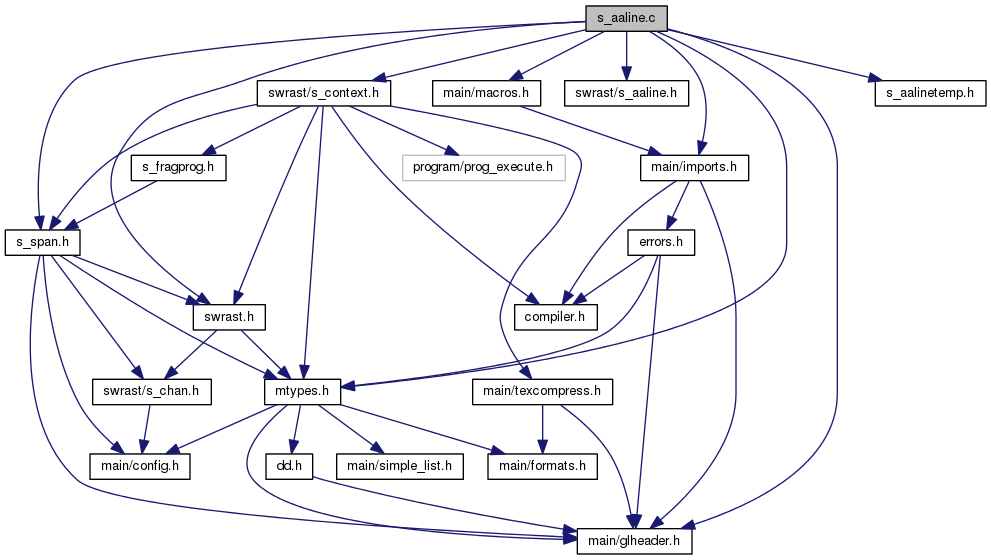 s_aaline.c
swrast/s_context.h
main/macros.h
swrast/s_aaline.h
s_aalinetemp.h
s_fragprog.h
program/prog_execute.h
main/imports.h
s_span.h
errors.h
swrast.h
compiler.h
swrast/s_chan.h
mtypes.h
main/texcompress.h
main/config.h
dd.h
main/simple_list.h
main/formats.h
main/glheader.h